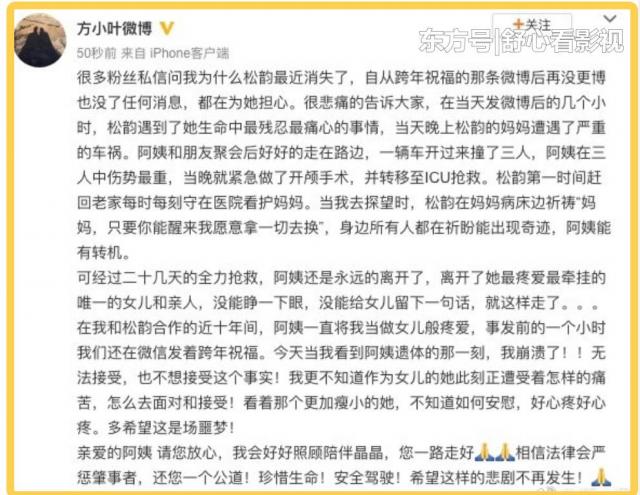 方小叶微博
+关注
50秒前 来自 iPhone客户端
东方号|舒心看影视
很多粉丝私信问我为什么松韵最近消失了，自从跨年祝福的那条微博后再没更博
也没了任何消息，都在为她担心。很悲痛的告诉大家，在当天发微博后的几个小
时，松韵遇到了她生命中最残忍最痛心的事情，当天晚上松韵的妈妈遭遇了严重
的车祸。阿姨和朋友聚会后好好的走在路边，一辆车开过来撞了三人，阿姨在三
人中伤势最重，当晚就紧急做了开颅手术，并转移至ICU抢救。松韵第一时间赶
回老家每时每刻守在医院看护妈妈。当我去探望时，松韵在妈妈病床边祈祷“妈
妈，只要你能醒来我愿意拿一切去换”，身边所有人都在祈盼能出现奇迹，阿姨能
有转机。
可经过二十几天的全力抢救，阿姨还是永远的离开了，离开了她最疼爱最牵挂的
唯一的女儿和亲人，没能睁一下眼，没能给女儿留下一句话，就这样走了。。。
在我和松韵合作的近十年间，阿姨一直将我当做女儿般疼爱，事发前的一个小时
我们还在微信发着跨年祝福。今天当我看到阿姨遗体的那一刻，我崩溃了！！无
法接受，也不想接受这个事实！我更不知道作为女儿的她此刻正遭受着怎样的痛
苦，怎么去面对和接受！看着那个更加瘦小的她，不知道如何安慰，好心疼好心
疼。多希望这是场噩梦！
亲爱的阿姨 请您放心，我会好好照顾陪伴晶晶，您一路走好🙏🙏相信法律会严
惩肇事者，还您一个公道！珍惜生命！安全驾驶！希望这样的悲剧不再发生！🙏